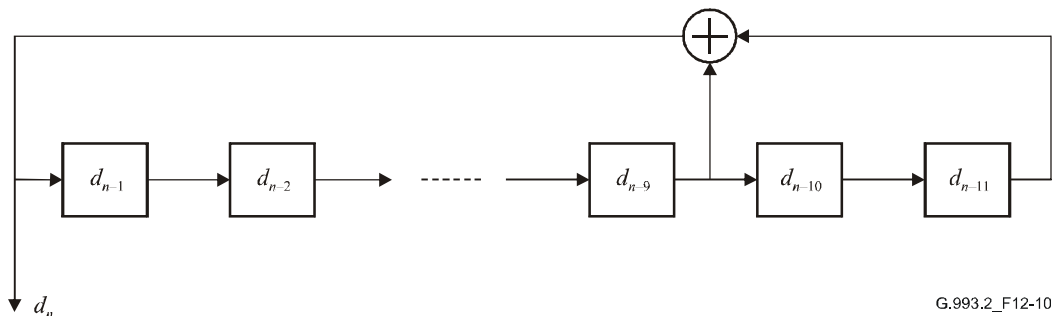 d_{n–1}
d_{n–2}
d_{n–9}
d_{n–10}
d_{n–11}
d_n
G.993.2_F12-10